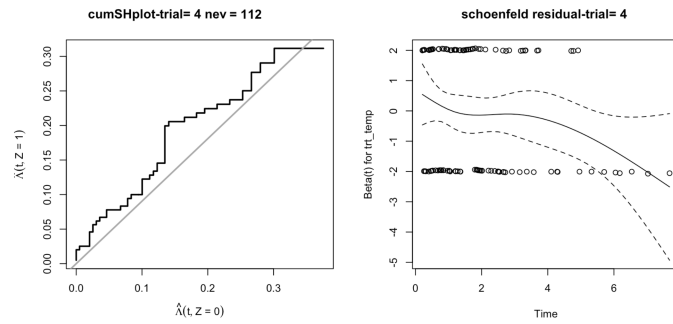 cumSHplot-trial= 4 nev = 112
Λ̂(t, Z = 1)
0.00 0.05 0.10 0.15 0.20 0.30
0.0 0.1 0.2 0.3
Λ̂(t, Z = 0)
schoenfeld residual-trial= 4
Beta(t) for trt_temp
2
1
0
-1
-2
-3
-4
-5
0 2 4 6
Time